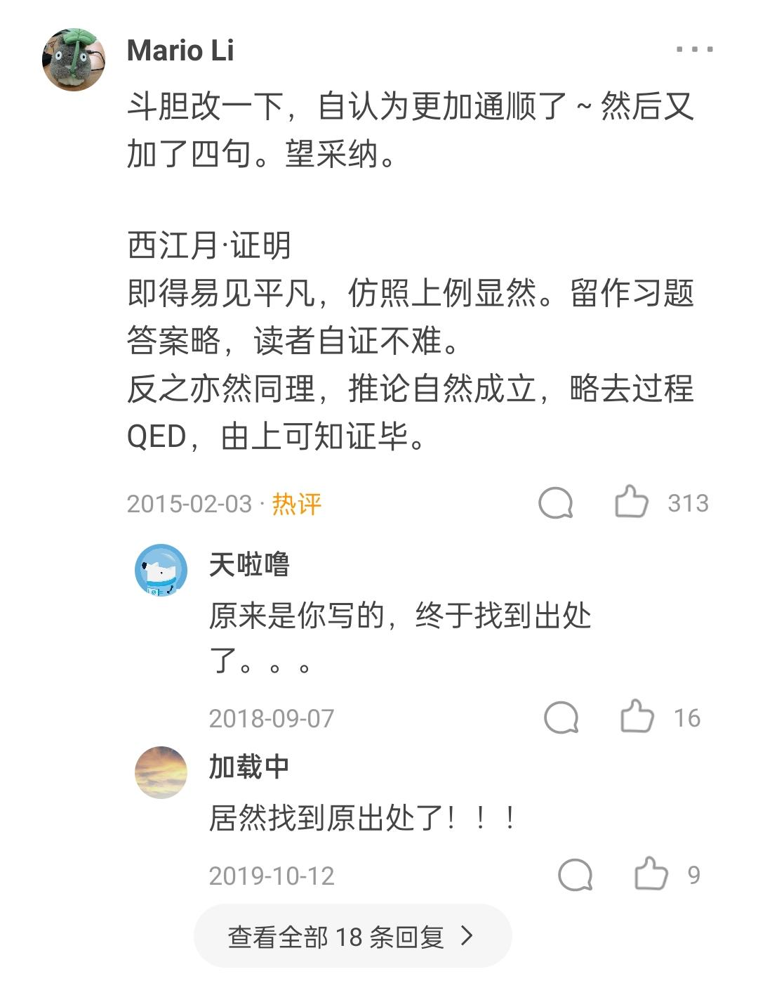 Mario Li
斗胆改一下，自认为更加通顺了~然后又
加了四句。望采纳。
西江月·证明
即得易见平凡，仿照上例显然。留作习题
答案略，读者自证不难。
反之亦然同理，推论自然成立，略去过程
QED，由上可知证毕。
2015-02-03 · 热评 313
天啦噜
原来是你写的，终于找到出处
了。。。
2018-09-07 16
加载中
居然找到原出处了！！！
2019-10-12 9
查看全部 18 条回复 >